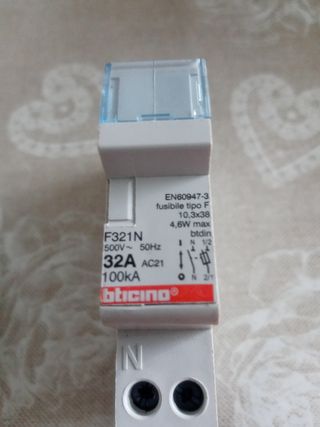 EN60947-3
fusibile tipo F
10,3x38
4,6W max
btdin
F321N
500V~ 50Hz
32A AC21
100kA
N 1/2
N 2/1
bticino®
N